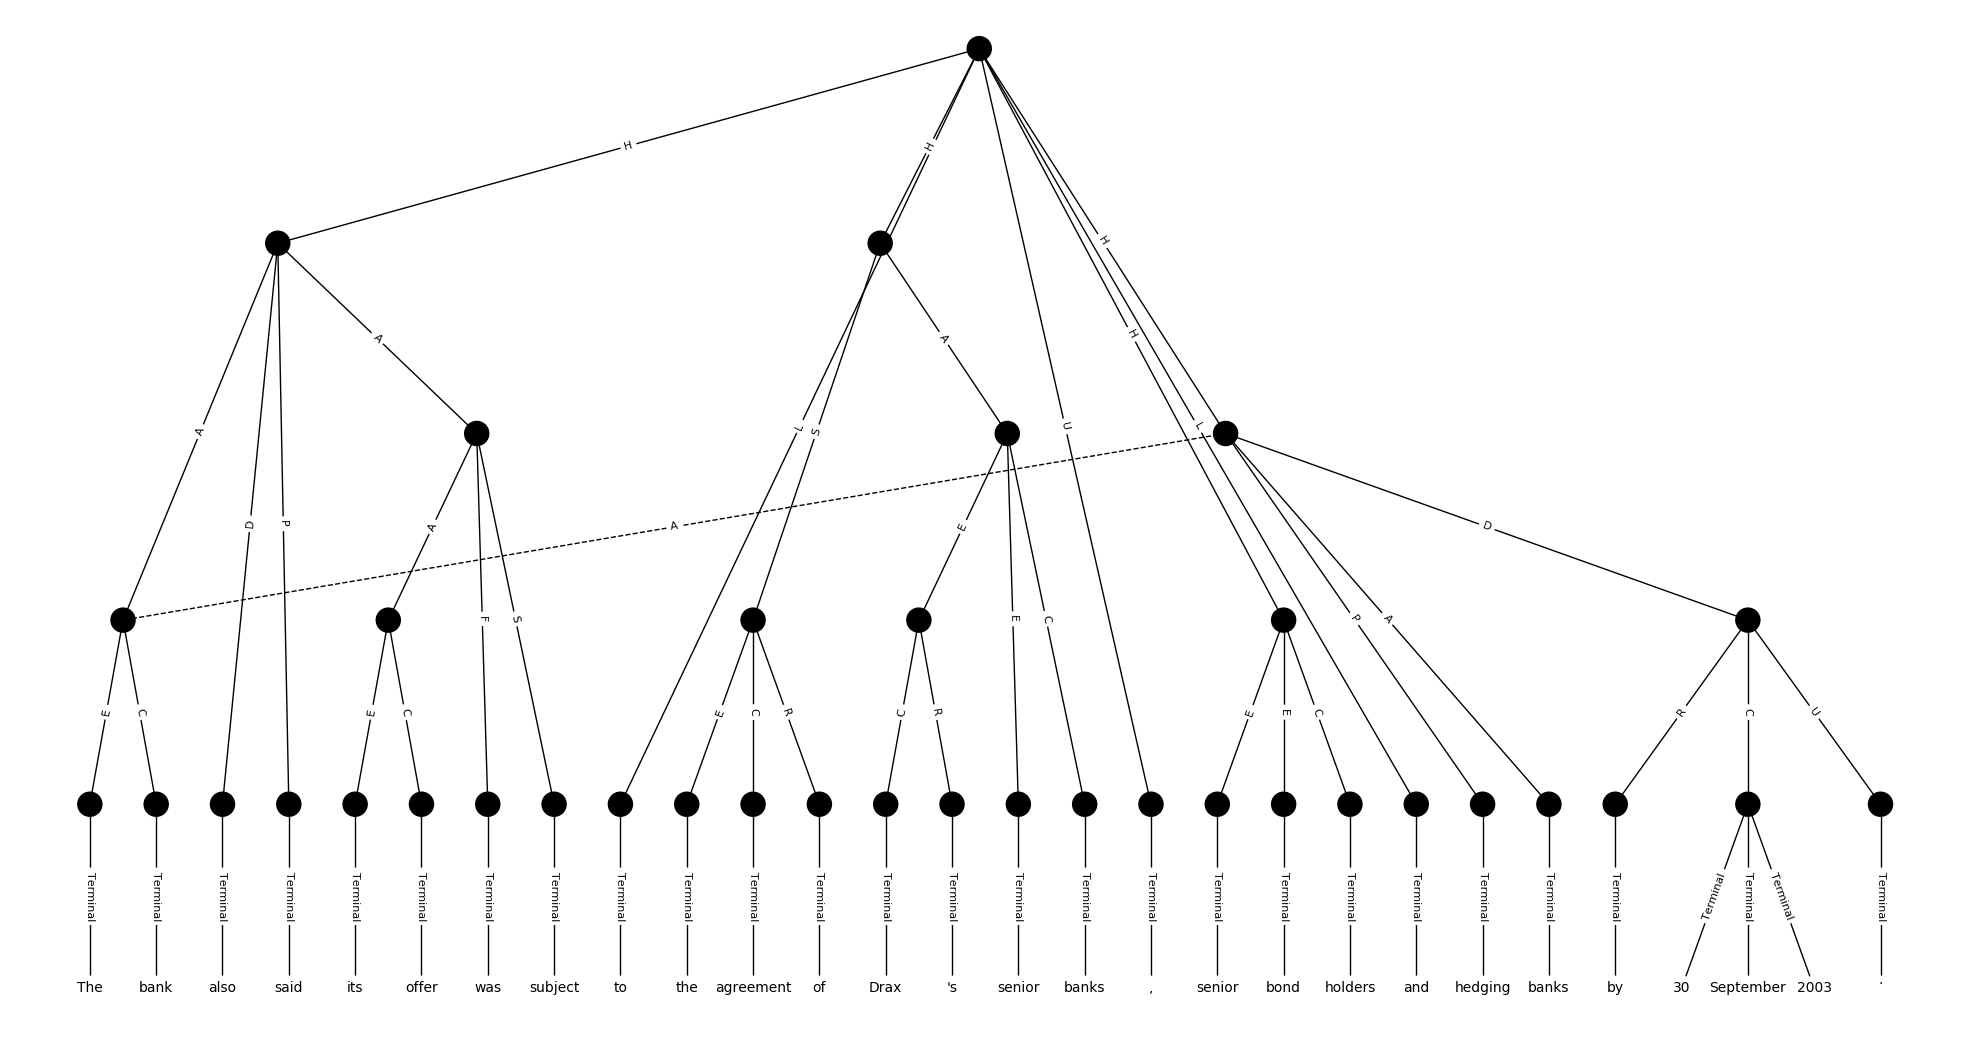 H
H
H
A
A
H
A
L
S
U
L
D
P
A
A
E
D
F
S
E
C
P
A
E
C
E
C
E
C
R
C
R
E
E
C
R
C
U
Terminal Terminal Terminal Terminal Terminal Terminal Terminal Terminal Terminal Terminal Terminal Terminal Terminal Terminal Terminal Terminal Terminal Terminal Terminal Terminal Terminal Terminal Terminal Terminal Terminal Terminal Terminal Terminal
The bank also said its offer was subject to the agreement of Drax 's senior banks , senior bond holders and hedging banks by 30 September 2003 .